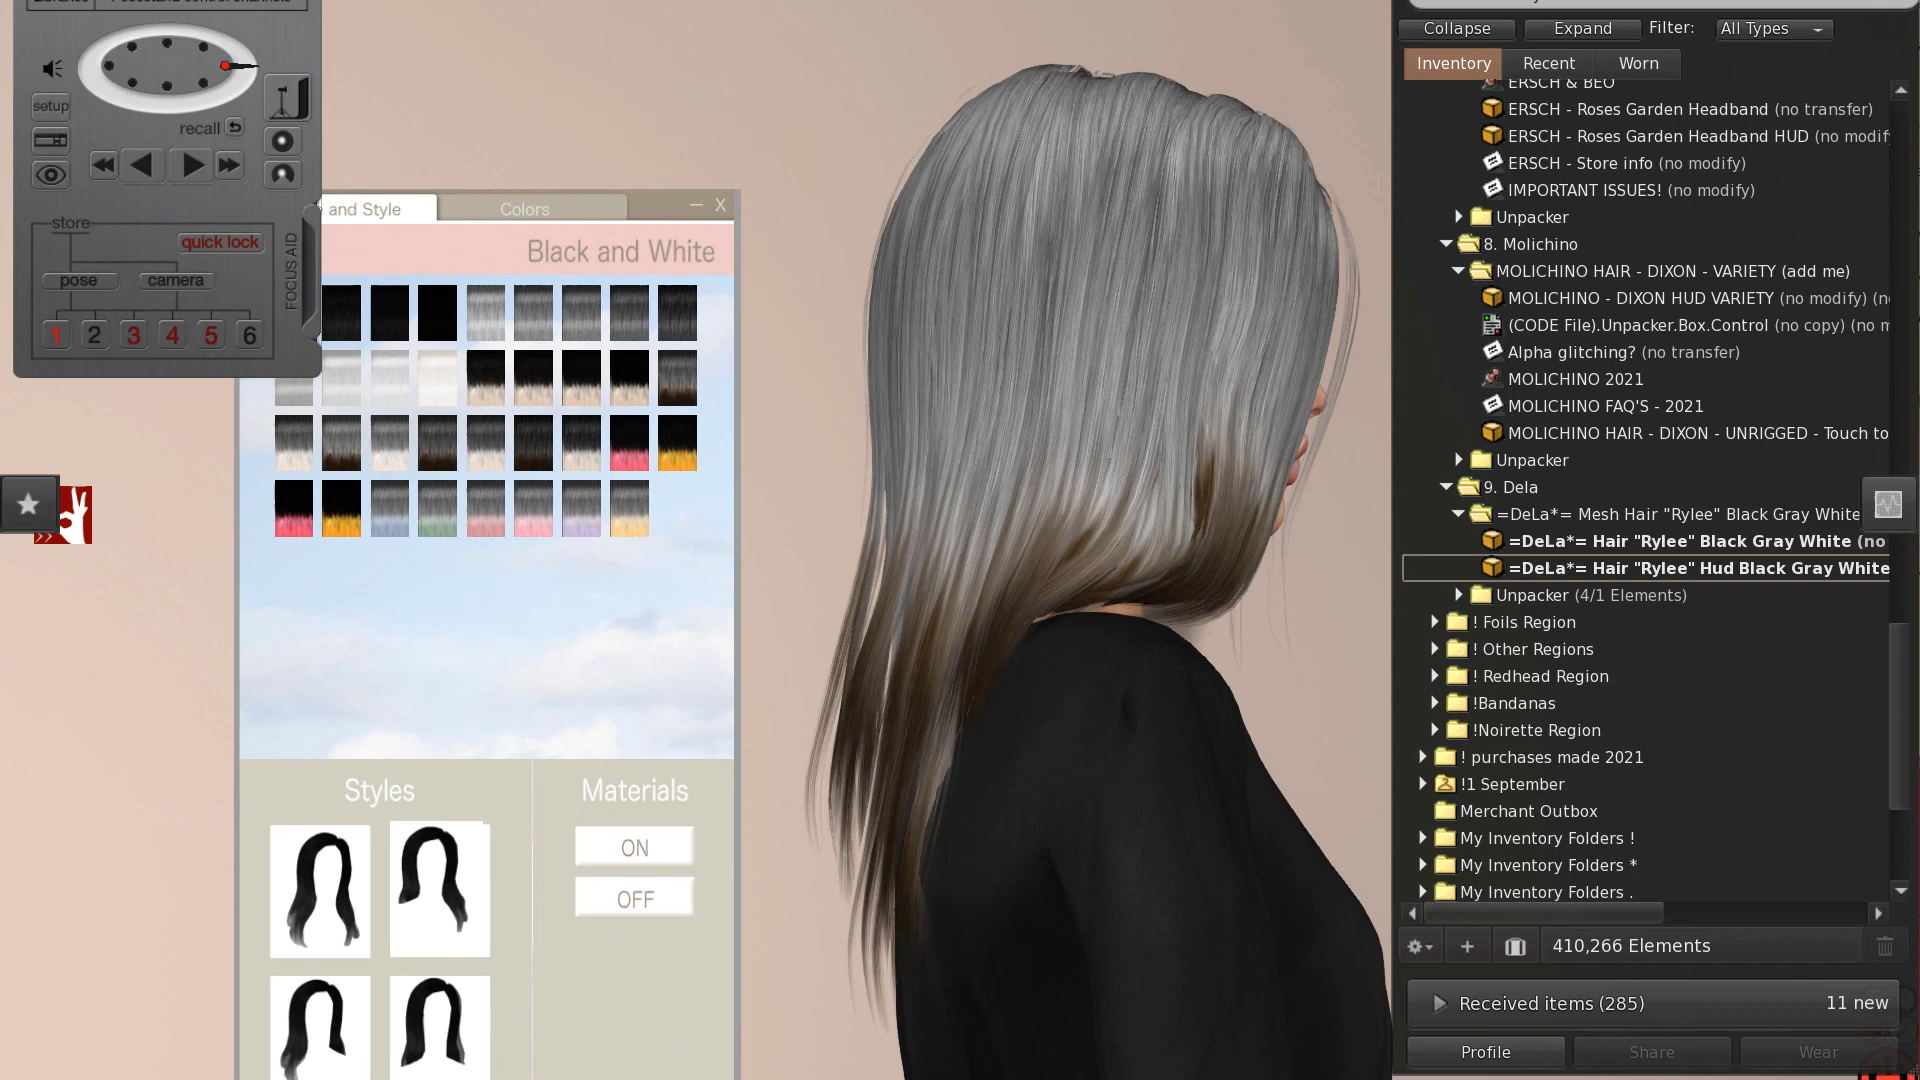 setup
recall
store
quick lock
pose
camera
1 2 3 4 5 6
FOCUS AID
and Style
Colors
X
Black and White
Styles
Materials
ON
OFF
Collapse
Expand
Filter:
All Types
Inventory
Recent
Worn
ERSCH & BEO
ERSCH - Roses Garden Headband (no transfer)
ERSCH - Roses Garden Headband HUD (no modif
ERSCH - Store info (no modify)
IMPORTANT ISSUES! (no modify)
Unpacker
8. Molichino
MOLICHINO HAIR - DIXON - VARIETY (add me)
MOLICHINO - DIXON HUD VARIETY (no modify) (n
(CODE File).Unpacker.Box.Control (no copy) (no m
Alpha glitching? (no transfer)
MOLICHINO 2021
MOLICHINO FAQ'S - 2021
MOLICHINO HAIR - DIXON - UNRIGGED - Touch to
Unpacker
9. Dela
=DeLa*= Mesh Hair "Rylee" Black Gray White
=DeLa*= Hair "Rylee" Black Gray White (no
=DeLa*= Hair "Rylee" Hud Black Gray White
Unpacker (4/1 Elements)
! Foils Region
! Other Regions
! Redhead Region
!Bandanas
!Noirette Region
! purchases made 2021
!1 September
Merchant Outbox
My Inventory Folders !
My Inventory Folders *
My Inventory Folders .
410,266 Elements
Received items (285)
11 new
Profile
Share
Wear